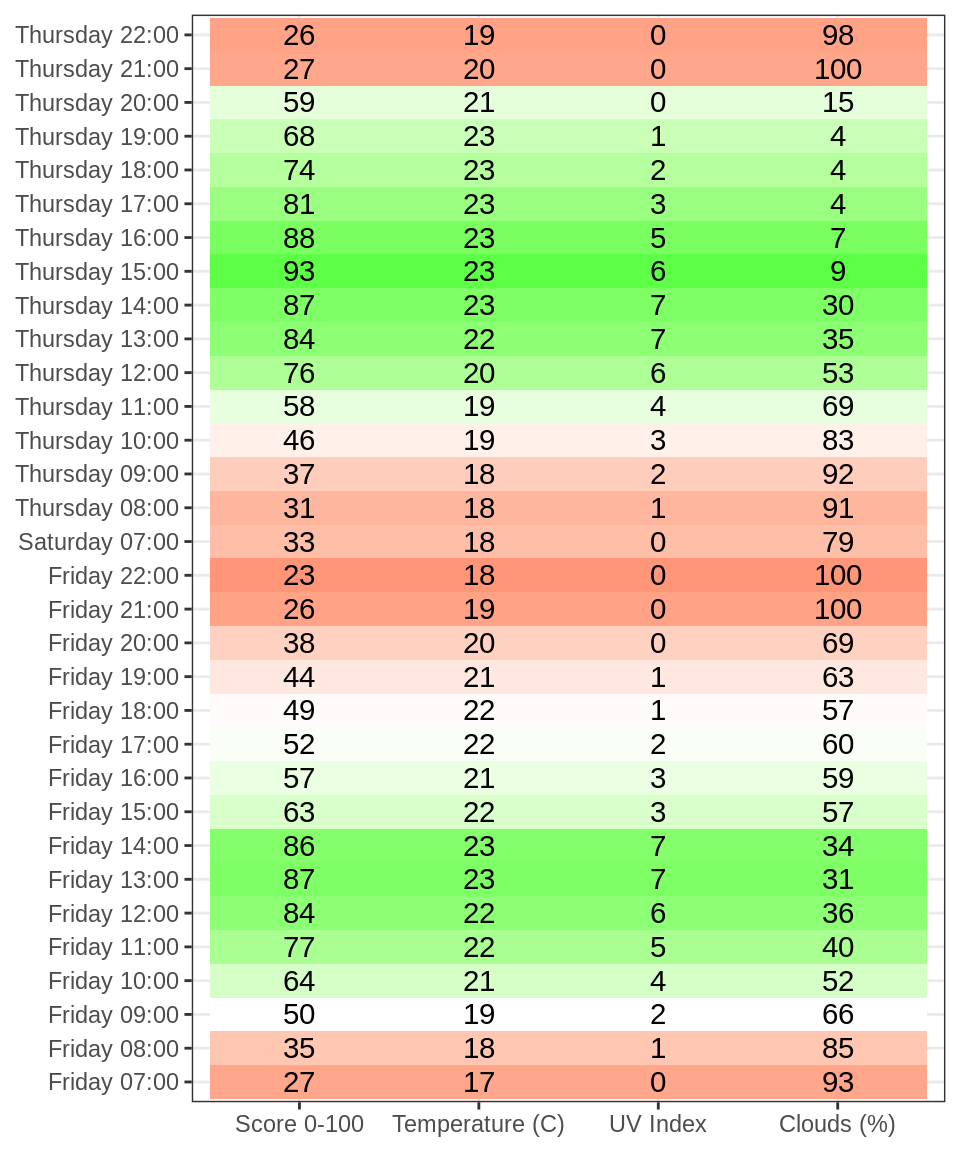 Thursday 22:00 26 19 0 98
Thursday 21:00 27 20 0 100
Thursday 20:00 59 21 0 15
Thursday 19:00 68 23 1 4
Thursday 18:00 74 23 2 4
Thursday 17:00 81 23 3 4
Thursday 16:00 88 23 5 7
Thursday 15:00 93 23 6 9
Thursday 14:00 87 23 7 30
Thursday 13:00 84 22 7 35
Thursday 12:00 76 20 6 53
Thursday 11:00 58 19 4 69
Thursday 10:00 46 19 3 83
Thursday 09:00 37 18 2 92
Thursday 08:00 31 18 1 91
Saturday 07:00 33 18 0 79
Friday 22:00 23 18 0 100
Friday 21:00 26 19 0 100
Friday 20:00 38 20 0 69
Friday 19:00 44 21 1 63
Friday 18:00 49 22 1 57
Friday 17:00 52 22 2 60
Friday 16:00 57 21 3 59
Friday 15:00 63 22 3 57
Friday 14:00 86 23 7 34
Friday 13:00 87 23 7 31
Friday 12:00 84 22 6 36
Friday 11:00 77 22 5 40
Friday 10:00 64 21 4 52
Friday 09:00 50 19 2 66
Friday 08:00 35 18 1 85
Friday 07:00 27 17 0 93
Score 0-100 Temperature (C) UV Index Clouds (%)